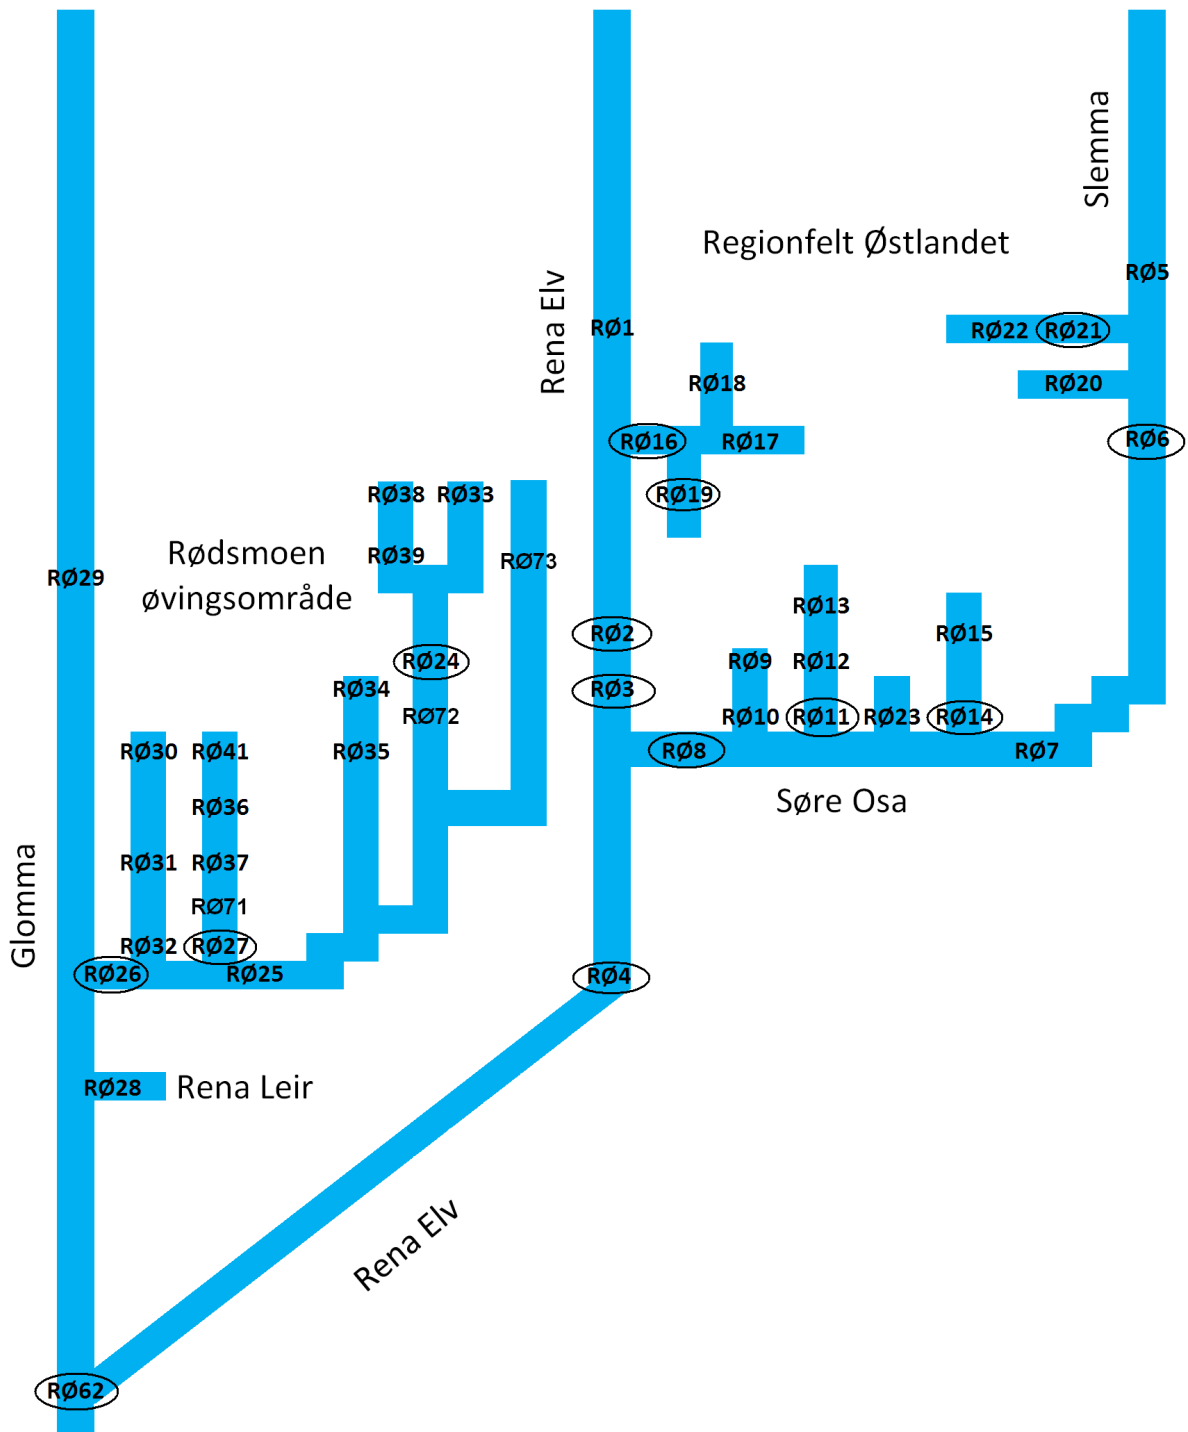 Slemma
Regionfelt Østlandet
RØ5
Rena Elv
RØ1
RØ22 RØ21
RØ18
RØ20
RØ16 RØ17
RØ6
RØ38 RØ33
RØ19
Rødsmoen
øvingsområde
RØ39
RØ73
RØ29
RØ13
RØ2
RØ15
RØ24
RØ9
RØ12
RØ34
RØ3
RØ72
RØ10
RØ11
RØ23
RØ14
RØ30
RØ41
RØ35
RØ8
RØ7
Søre Osa
RØ36
RØ31
RØ37
Glomma
RØ71
RØ32
RØ27
RØ26
RØ25
RØ4
RØ28
Rena Leir
Rena Elv
RØ62